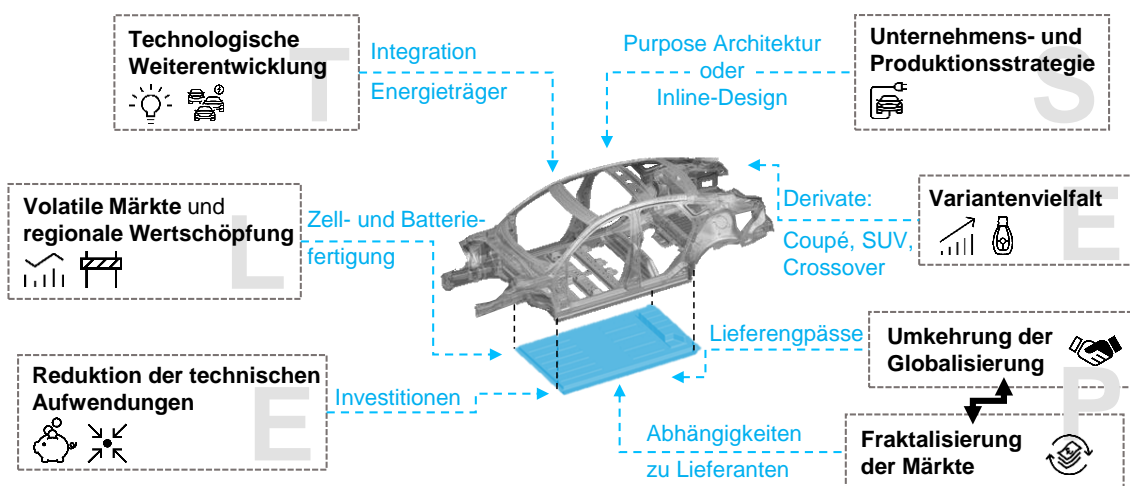 Technologische
Weiterentwicklung
T
Integration
Energieträger
Purpose Architektur
oder
Inline-Design
Unternehmens- und
Produktionsstrategie
S
Volatile Märkte und
regionale Wertschöpfung
L
Zell- und Batterie-
fertigung
Derivate:
Coupé, SUV,
Crossover
Variantenvielfalt
E
Reduktion der technischen
Aufwendungen
E
Investitionen
Lieferengpässe
Umkehrung der
Globalisierung
P
Abhängigkeiten
zu Lieferanten
Fraktalisierung
der Märkte